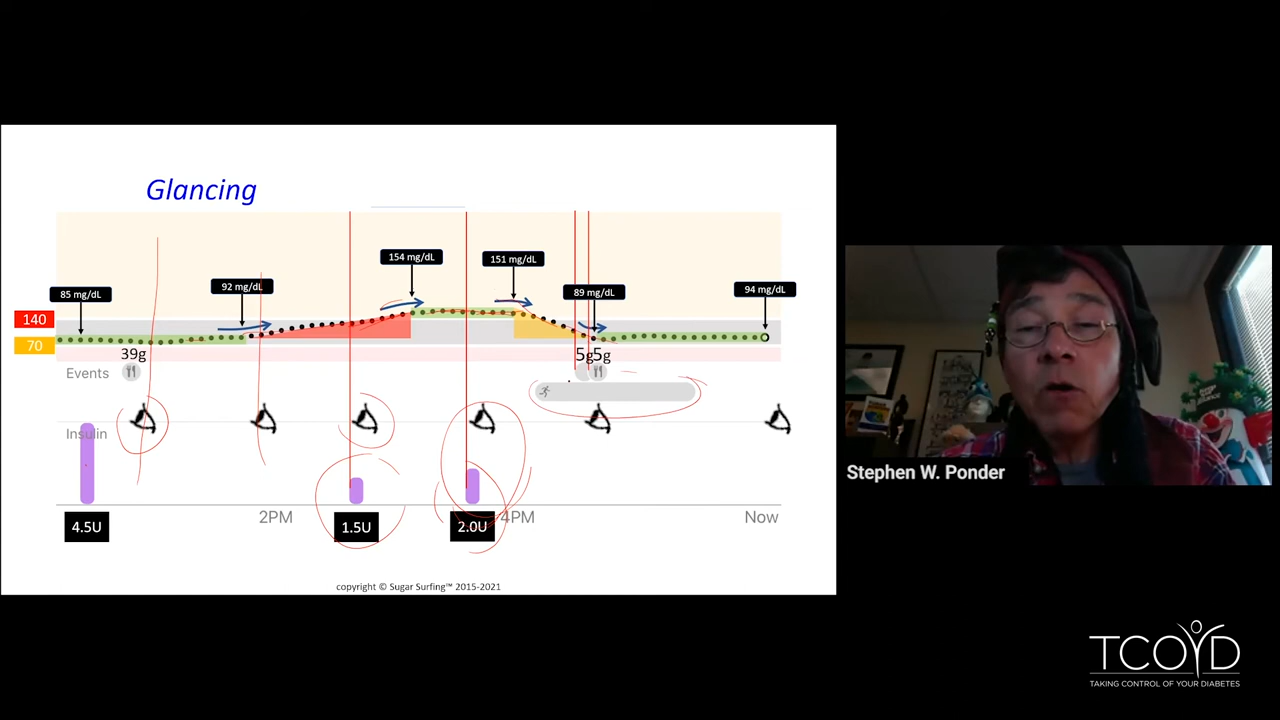 Glancing
154 mg/dL
151 mg/dL
92 mg/dL
85 mg/dL
89 mg/dL
94 mg/dL
140
70
39g
5g5g
Events
Insulin
2PM
4PM
Now
4.5U
1.5U
2.0U
copyright © Sugar Surfing™ 2015-2021
Stephen W. Ponder
TCOYD
TAKING CONTROL OF YOUR DIABETES